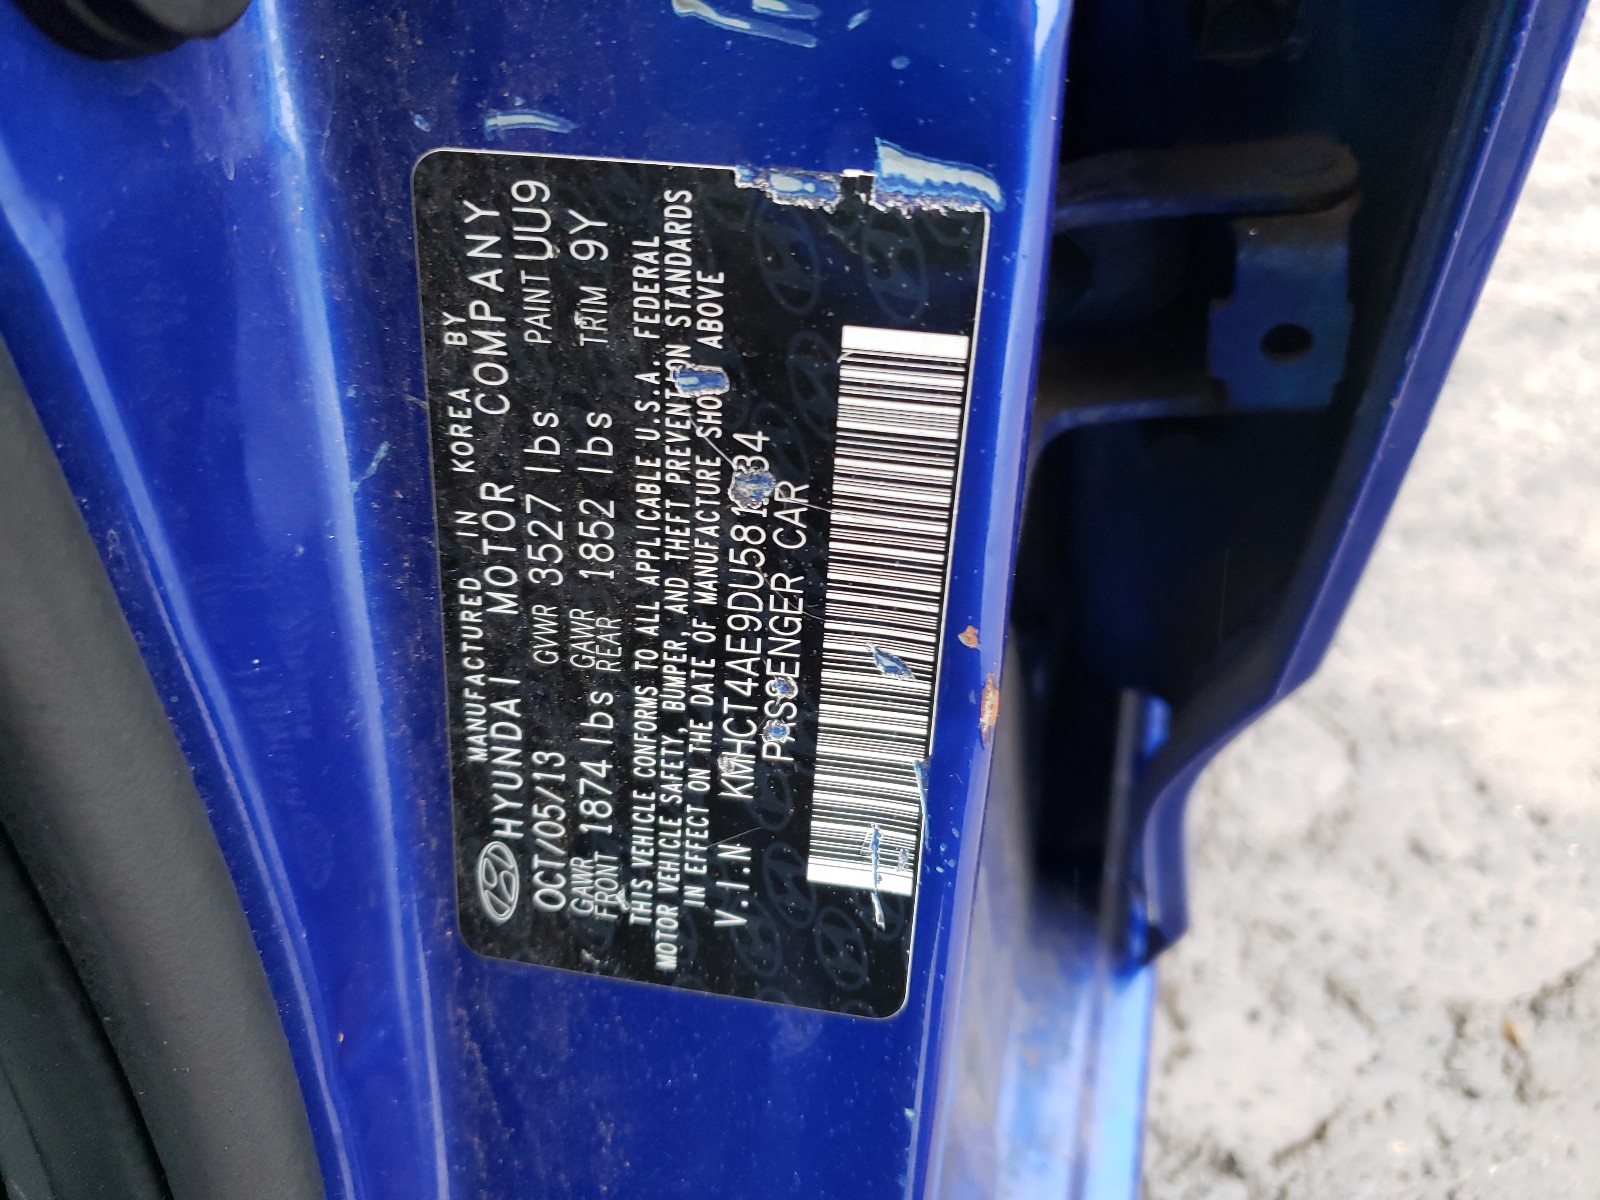 MANUFACTURED IN KOREA BY
HYUNDAI MOTOR COMPANY
OCT/05/13 GVWR 3527 lbs PAINT UU9
GAWR FRONT 1874 lbs GAWR REAR 1852 lbs TRIM 9Y
THIS VEHICLE CONFORMS TO ALL APPLICABLE U.S.A. FEDERAL
MOTOR VEHICLE SAFETY, BUMPER, AND THEFT PREVENTION STANDARDS
IN EFFECT ON THE DATE OF MANUFACTURE SHOW ABOVE
V.I.N
PASSENGER CAR